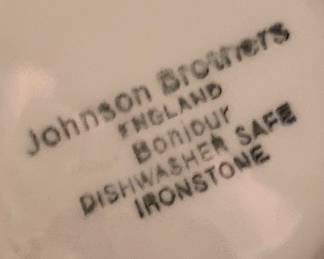 Johnson Brothers
ENGLAND
Bonjour
DISHWASHER SAFE
IRONSTONE